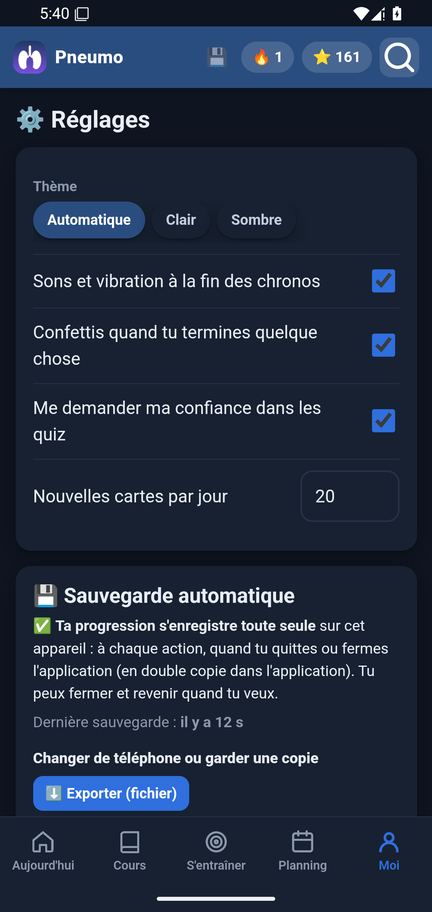 5:40
Pneumo
🔥 1
⭐ 161
⚙️ Réglages
Thème
Automatique
Clair
Sombre
Sons et vibration à la fin des chronos
Confettis quand tu termines quelque
chose
Me demander ma confiance dans les
quiz
Nouvelles cartes par jour
20
💾 Sauvegarde automatique
✅ Ta progression s'enregistre toute seule sur cet
appareil : à chaque action, quand tu quittes ou fermes
l'application (en double copie dans l'application). Tu
peux fermer et revenir quand tu veux.
Dernière sauvegarde : il y a 12 s
Changer de téléphone ou garder une copie
⬇️ Exporter (fichier)
Aujourd'hui
Cours
S'entraîner
Planning
Moi